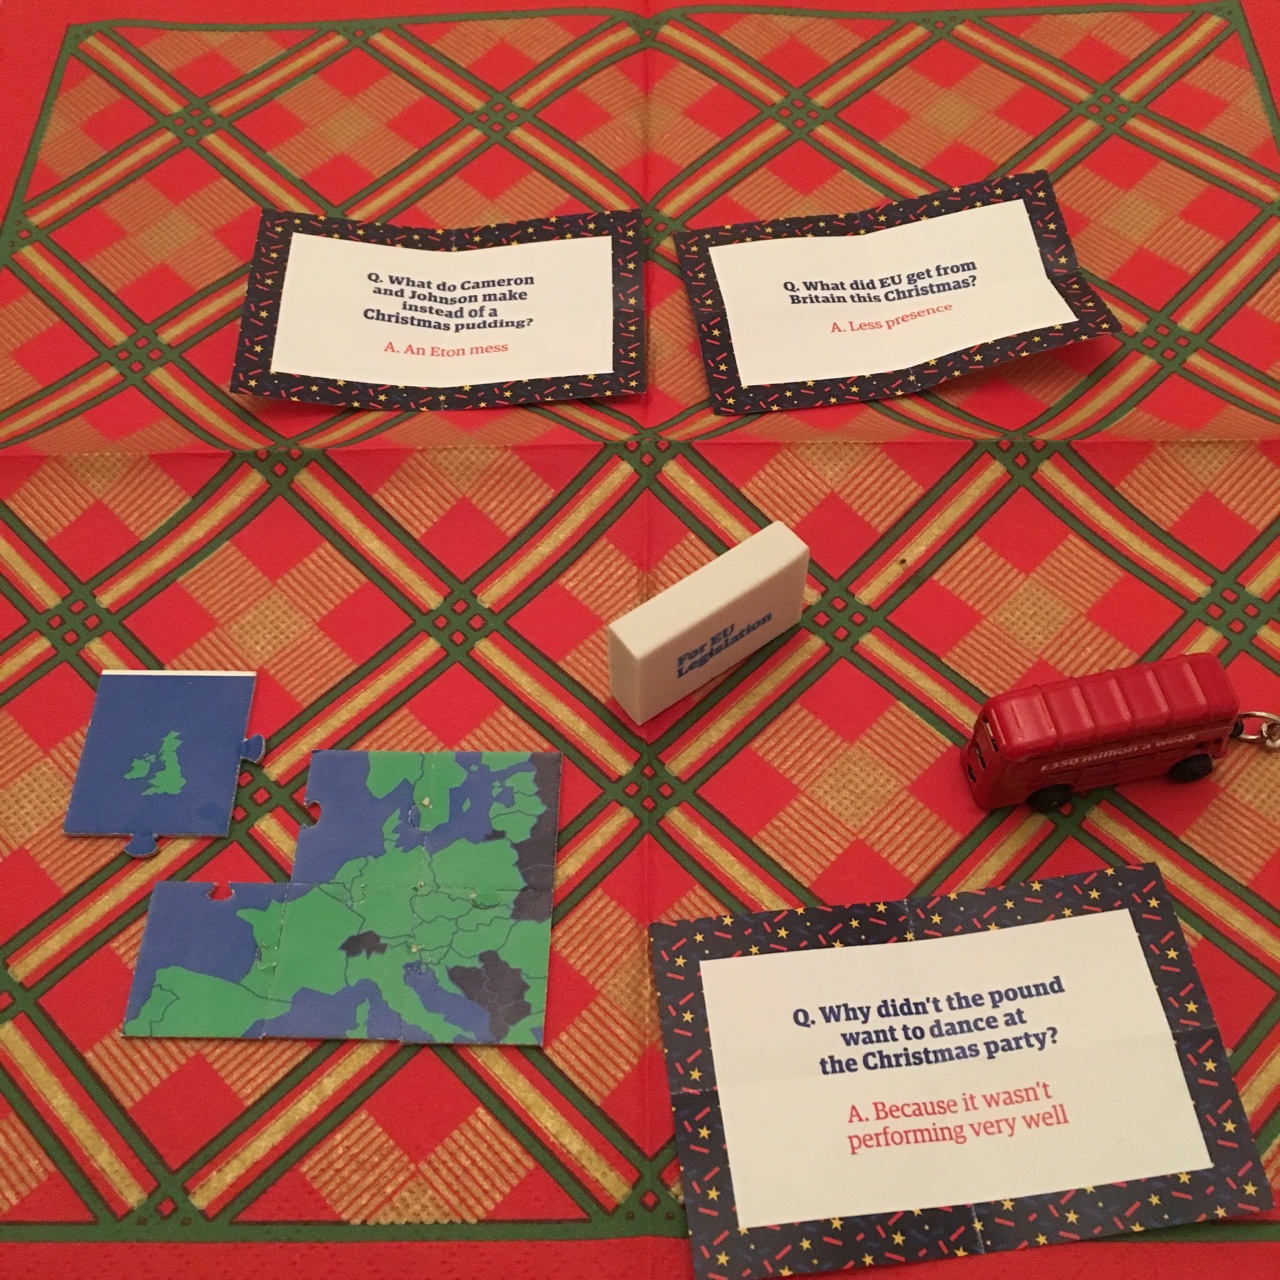 Q. What do Cameron
and Johnson make
instead of a
Christmas pudding?
A. An Eton mess
Q. What did EU get from
Britain this Christmas?
A. Less presence
For EU
Legislation
£350 million a week
Q. Why didn't the pound
want to dance at
the Christmas party?
A. Because it wasn't
performing very well